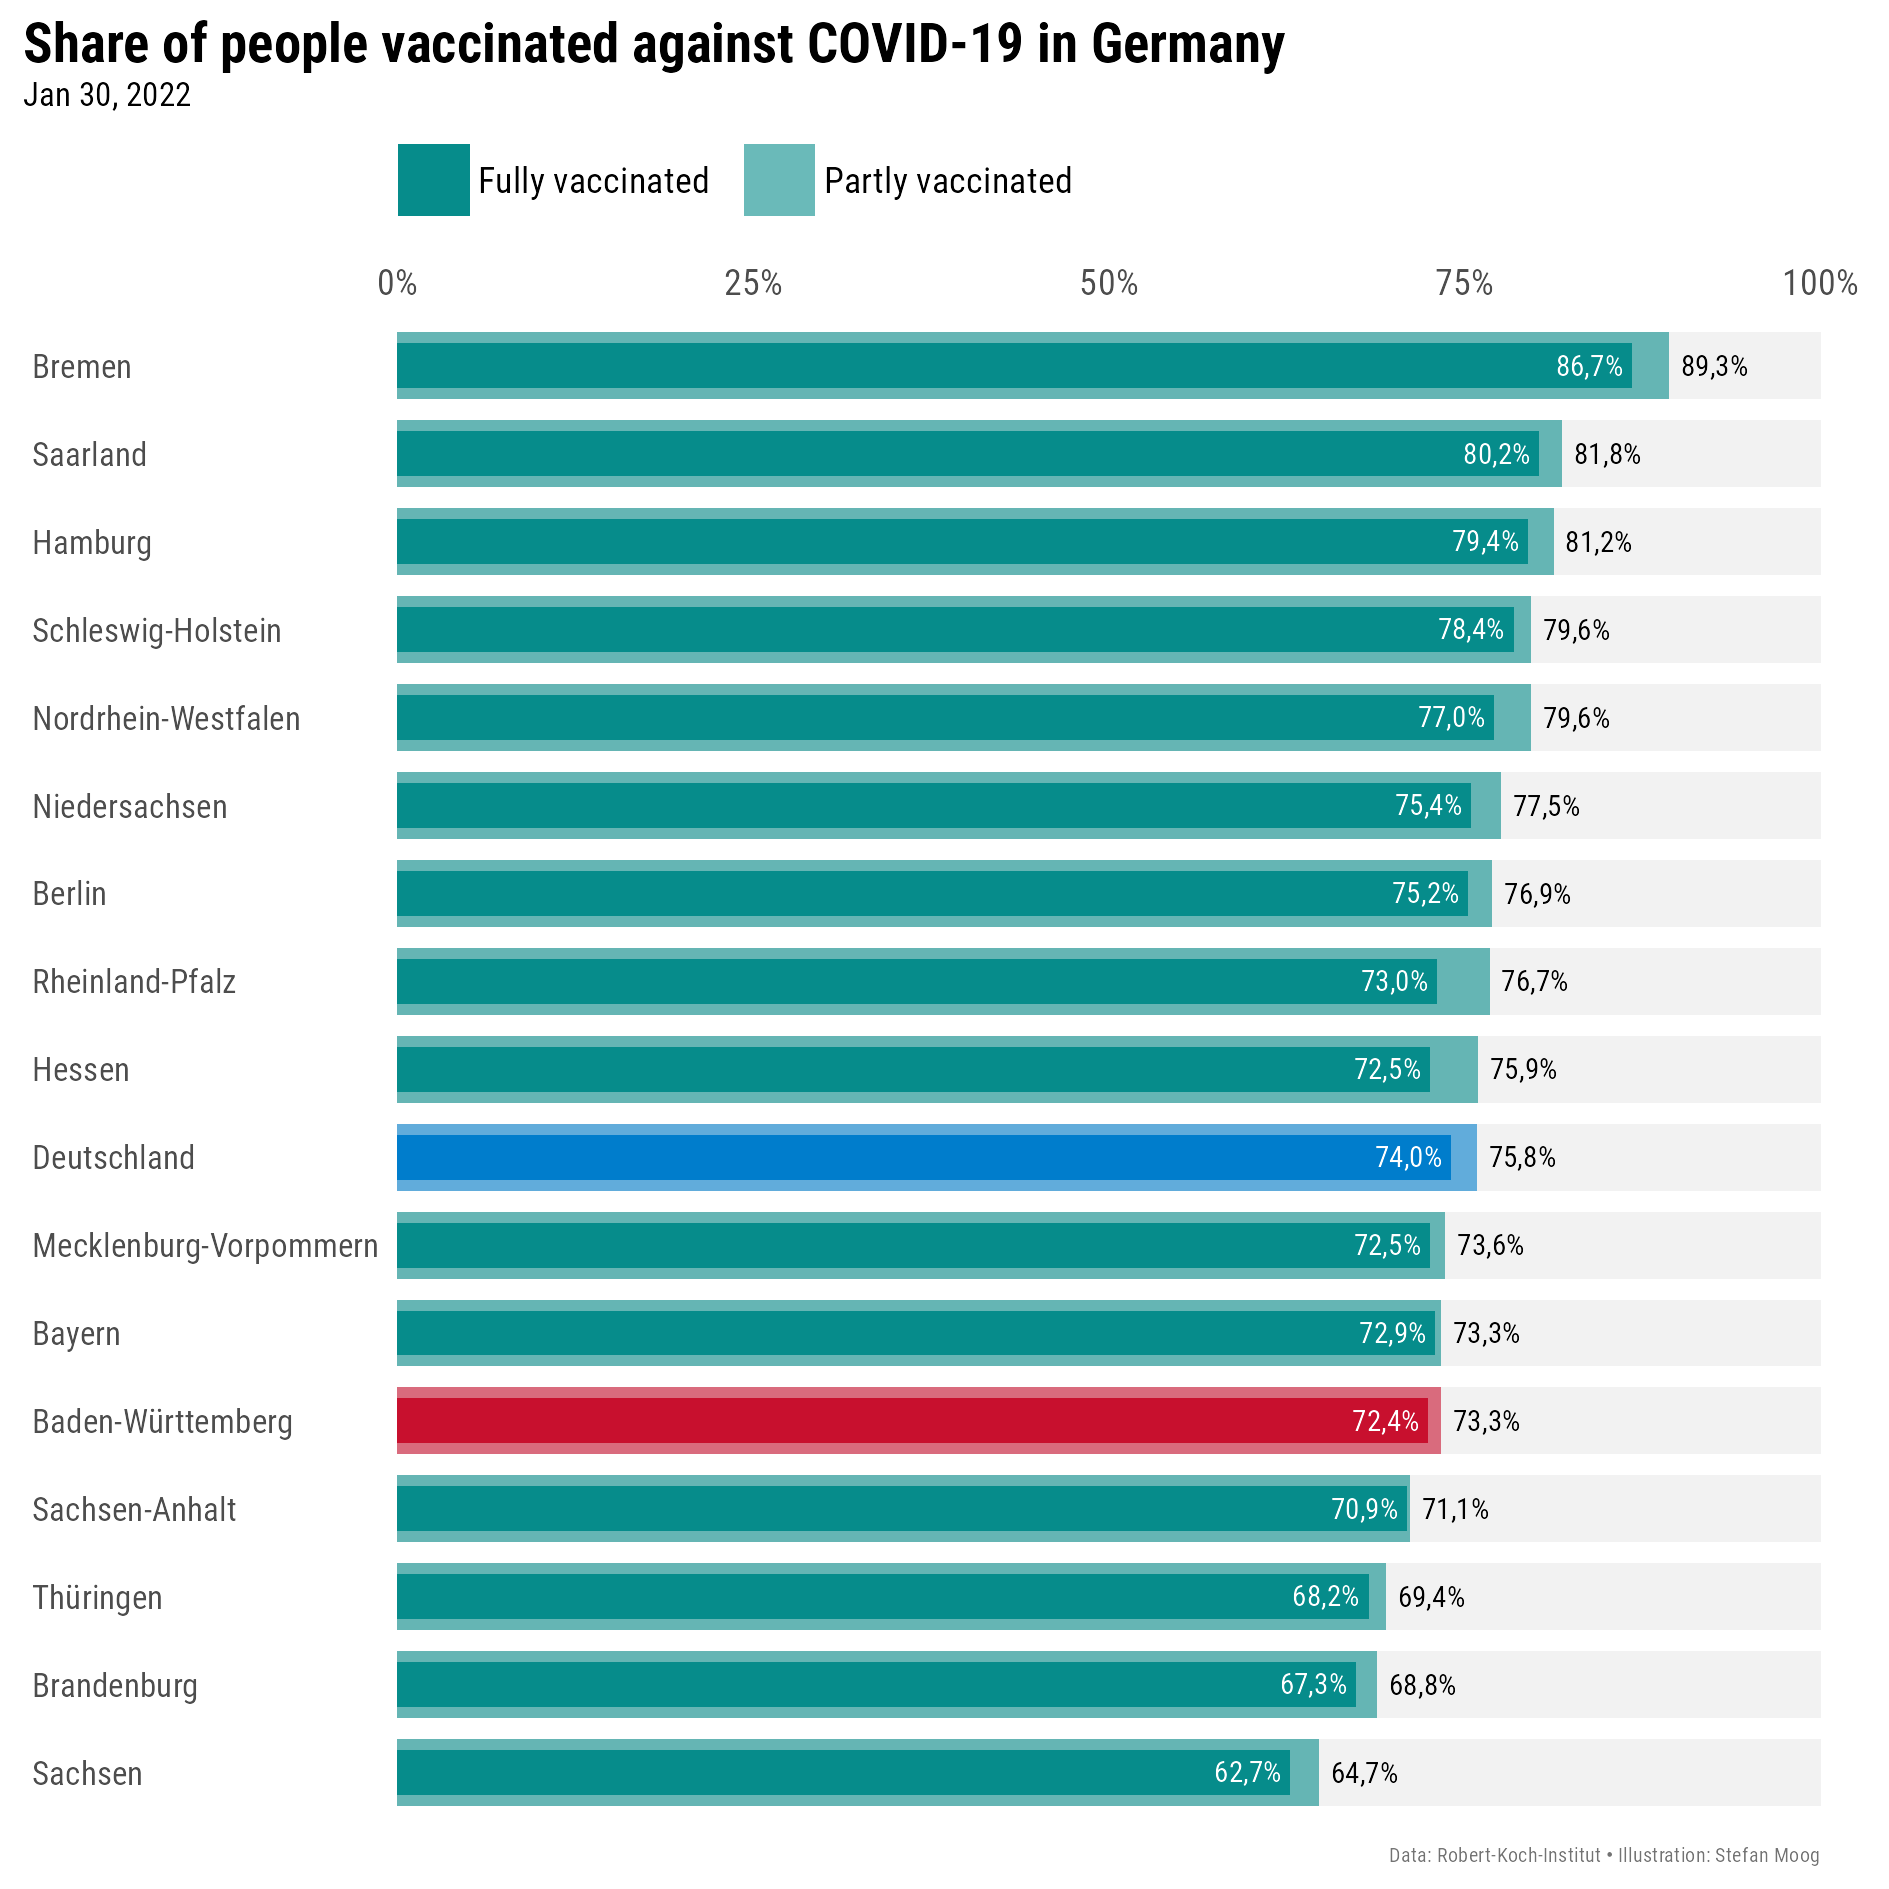 Share of people vaccinated against COVID-19 in Germany
Jan 30, 2022
Fully vaccinated Partly vaccinated
0% 25% 50% 75% 100%
Bremen 86,7% 89,3%
Saarland 80,2% 81,8%
Hamburg 79,4% 81,2%
Schleswig-Holstein 78,4% 79,6%
Nordrhein-Westfalen 77,0% 79,6%
Niedersachsen 75,4% 77,5%
Berlin 75,2% 76,9%
Rheinland-Pfalz 73,0% 76,7%
Hessen 72,5% 75,9%
Deutschland 74,0% 75,8%
Mecklenburg-Vorpommern 72,5% 73,6%
Bayern 72,9% 73,3%
Baden-Württemberg 72,4% 73,3%
Sachsen-Anhalt 70,9% 71,1%
Thüringen 68,2% 69,4%
Brandenburg 67,3% 68,8%
Sachsen 62,7% 64,7%
Data: Robert-Koch-Institut • Illustration: Stefan Moog